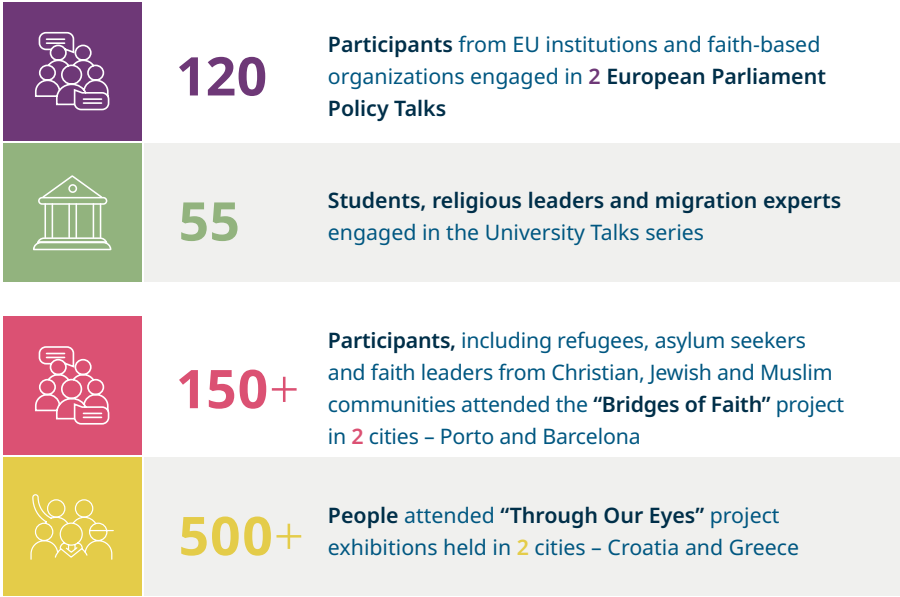 120
Participants from EU institutions and faith-based
organizations engaged in 2 European Parliament
Policy Talks
55
Students, religious leaders and migration experts
engaged in the University Talks series
150+
Participants, including refugees, asylum seekers
and faith leaders from Christian, Jewish and Muslim
communities attended the “Bridges of Faith” project
in 2 cities – Porto and Barcelona
500+
People attended “Through Our Eyes” project
exhibitions held in 2 cities – Croatia and Greece